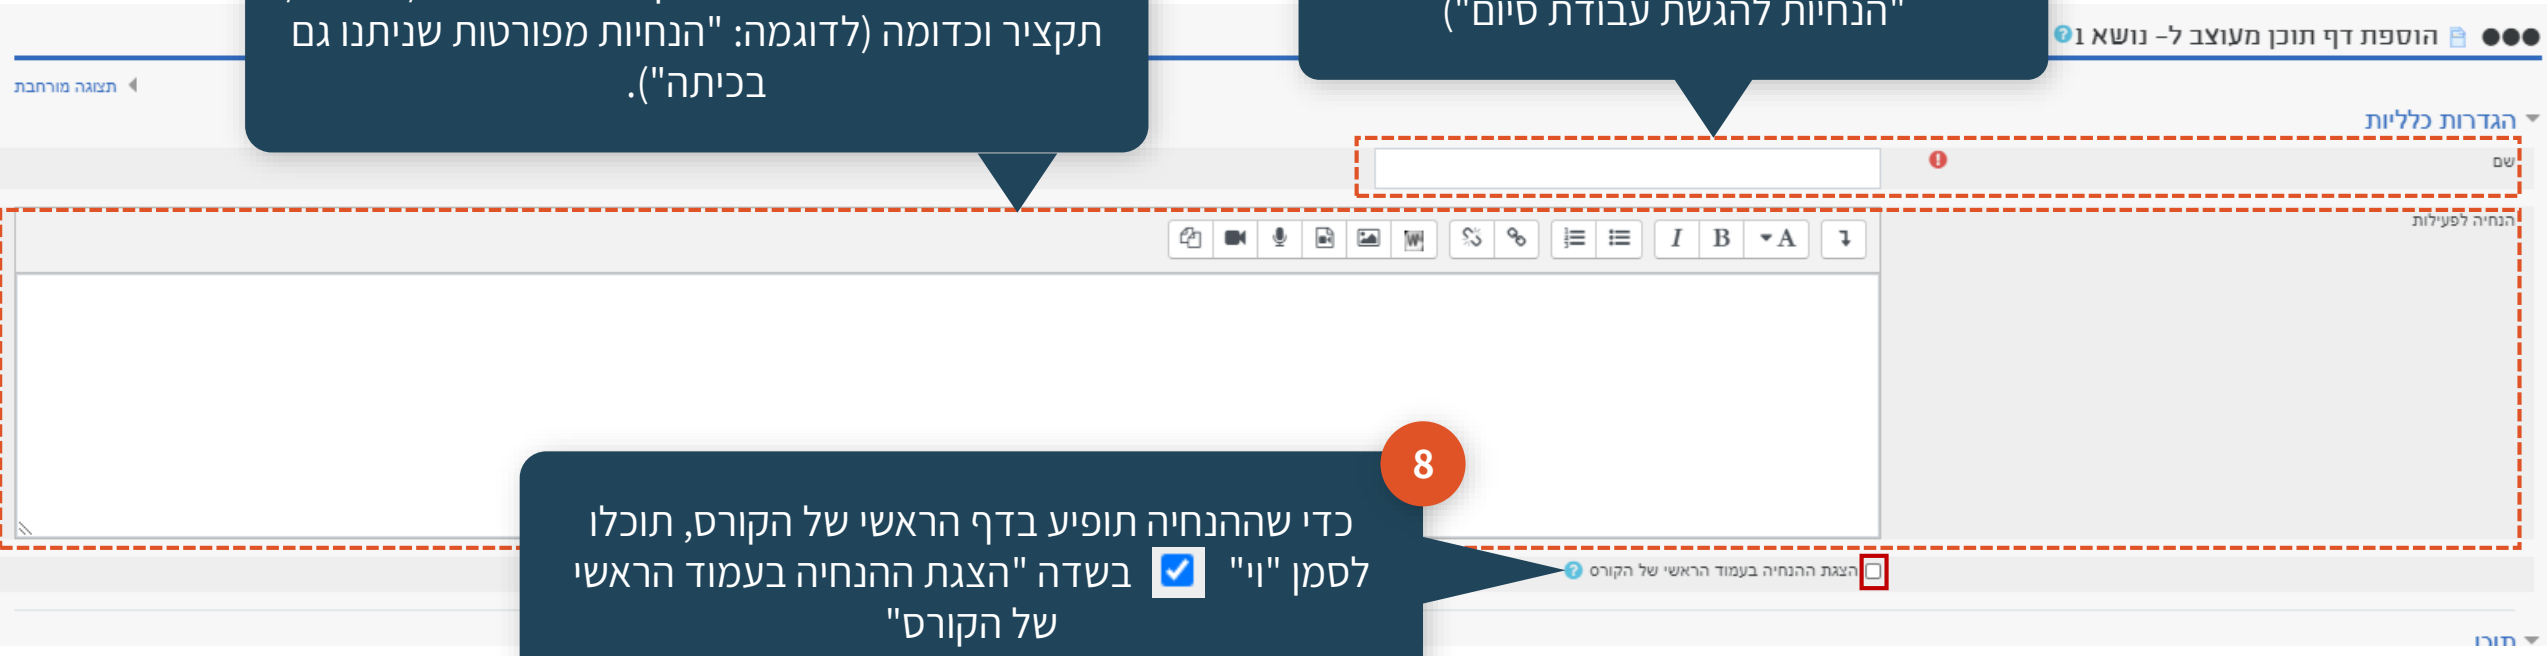 תקציר וכדומה (לדוגמה: "הנחיות מפורטות שניתנו גם
בכיתה").
"הנחיות להגשת עבודת סיום")
הוספת דף תוכן מעוצב ל- נושא 1
תצוגה מורחבת
הגדרות כלליות
שם
הנחיה לפעילות
I B A
8
כדי שההנחיה תופיע בדף הראשי של הקורס, תוכלו
לסמן "וי" בשדה "הצגת ההנחיה בעמוד הראשי
של הקורס"
הצגת ההנחיה בעמוד הראשי של הקורס
תוכן